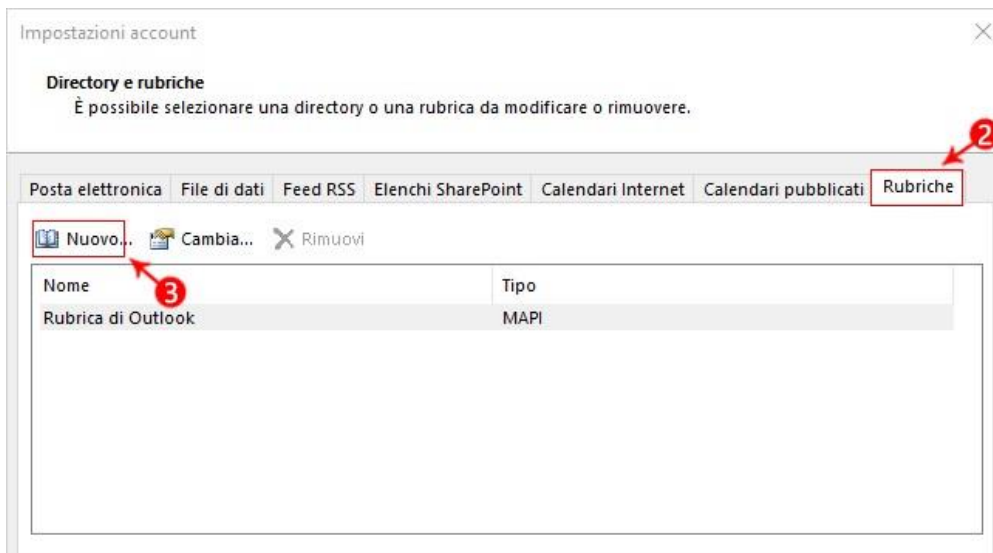 Impostazioni account
Directory e rubriche
È possibile selezionare una directory o una rubrica da modificare o rimuovere.
2
Posta elettronica File di dati Feed RSS Elenchi SharePoint Calendari Internet Calendari pubblicati Rubriche
Nuovo... Cambia... Rimuovi
3
Nome Tipo
Rubrica di Outlook MAPI